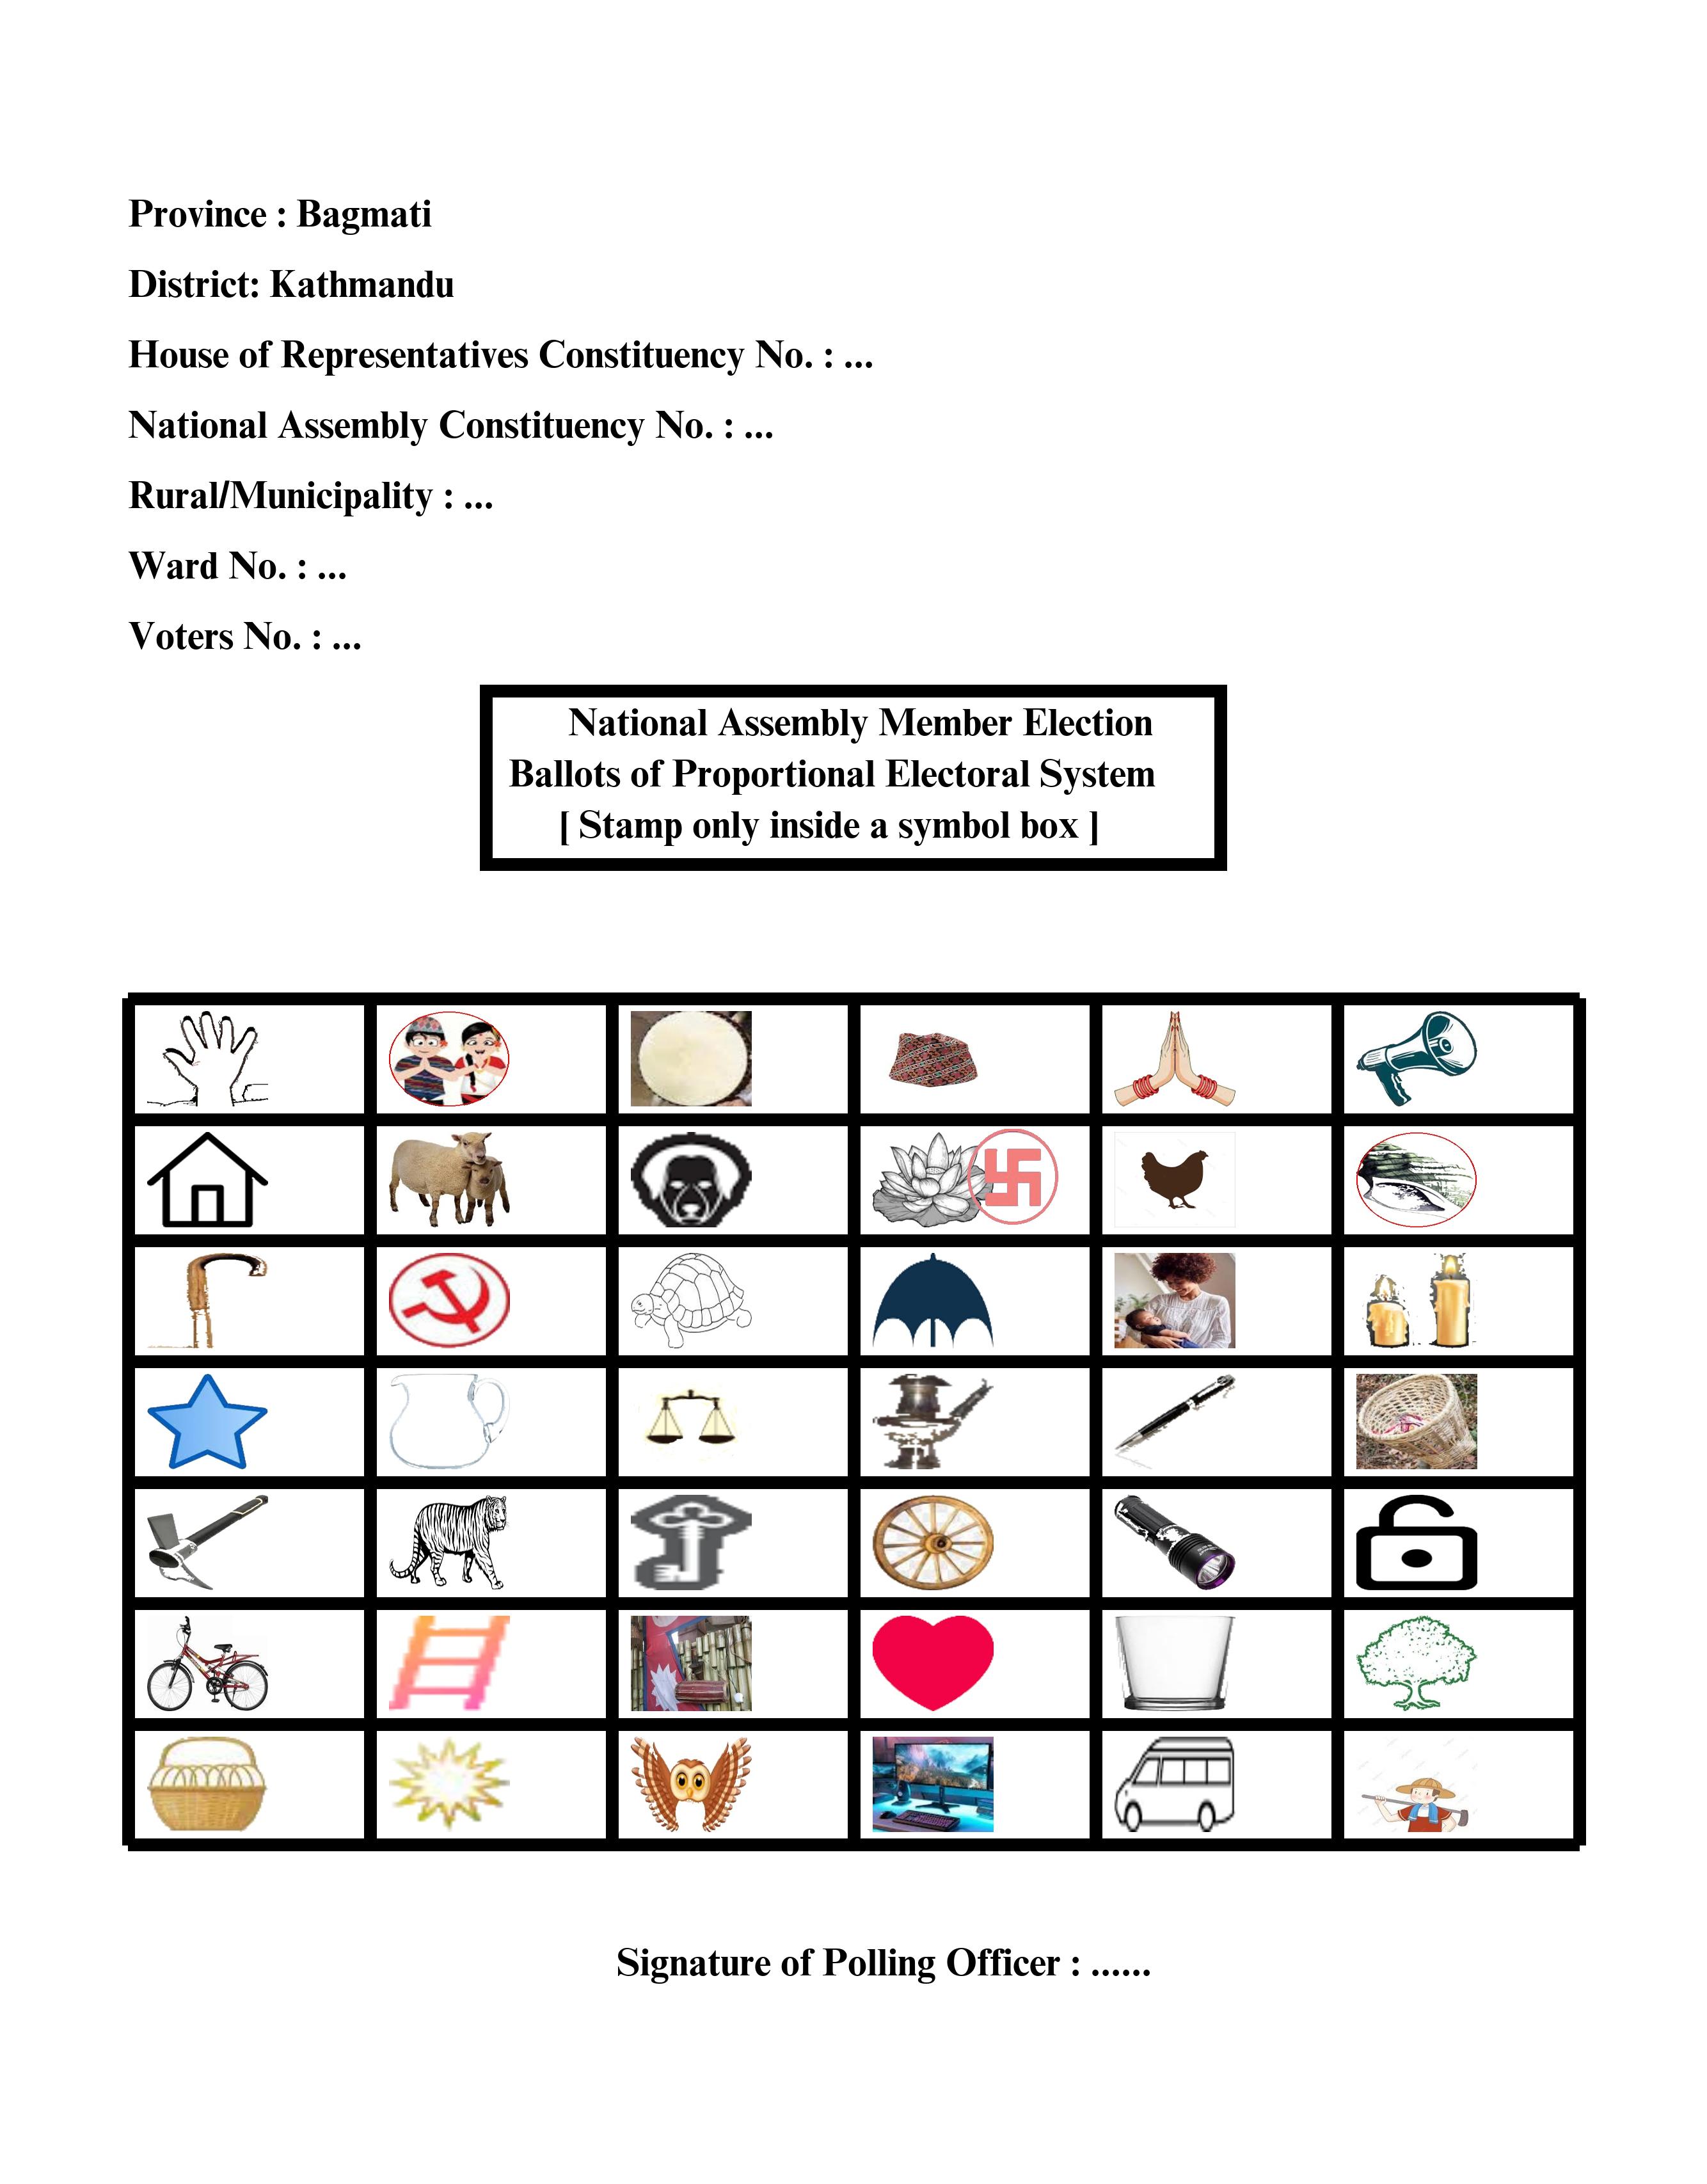 Province : Bagmati
District: Kathmandu
House of Representatives Constituency No. : ...
National Assembly Constituency No. : ...
Rural/Municipality : ...
Ward No. : ...
Voters No. : ...
National Assembly Member Election
Ballots of Proportional Electoral System
[ Stamp only inside a symbol box ]
Signature of Polling Officer : ......